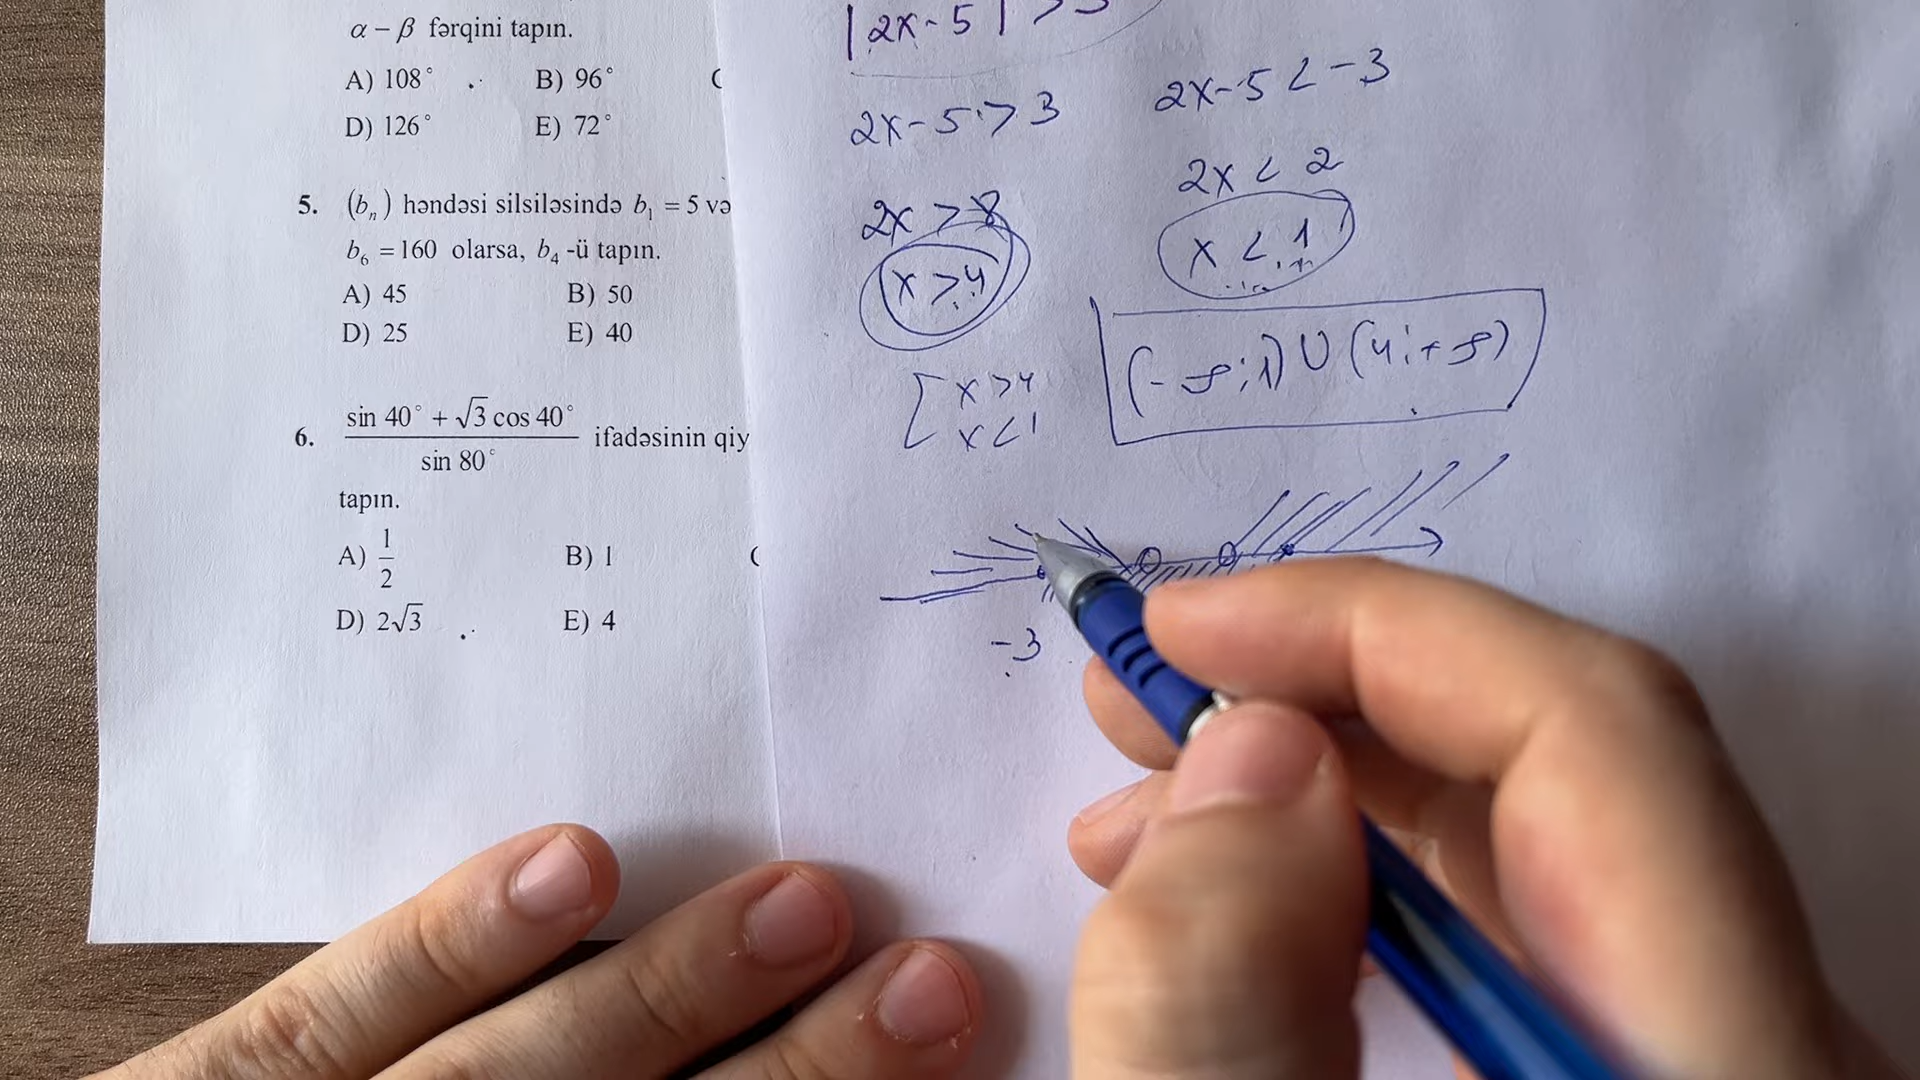 α − β fərqini tapın.
A) 108° B) 96°
D) 126° E) 72°
5. (bₙ) həndəsi silsiləsində b₁ = 5 və
b₆ = 160 olarsa, b₄ -ü tapın.
A) 45 B) 50
D) 25 E) 40
6. (sin 40° + √3 cos 40°)/(sin 80°) ifadəsinin qiy
tapın.
A) 1/2 B) 1
D) 2√3 E) 4
|2x-5| >
2x-5 > 3 2x-5 < -3
2x > 8 2x < 2
x > 4 x < 1
[ x > 4
x < 1
(-∞; 1) ∪ (4; +∞)
-3